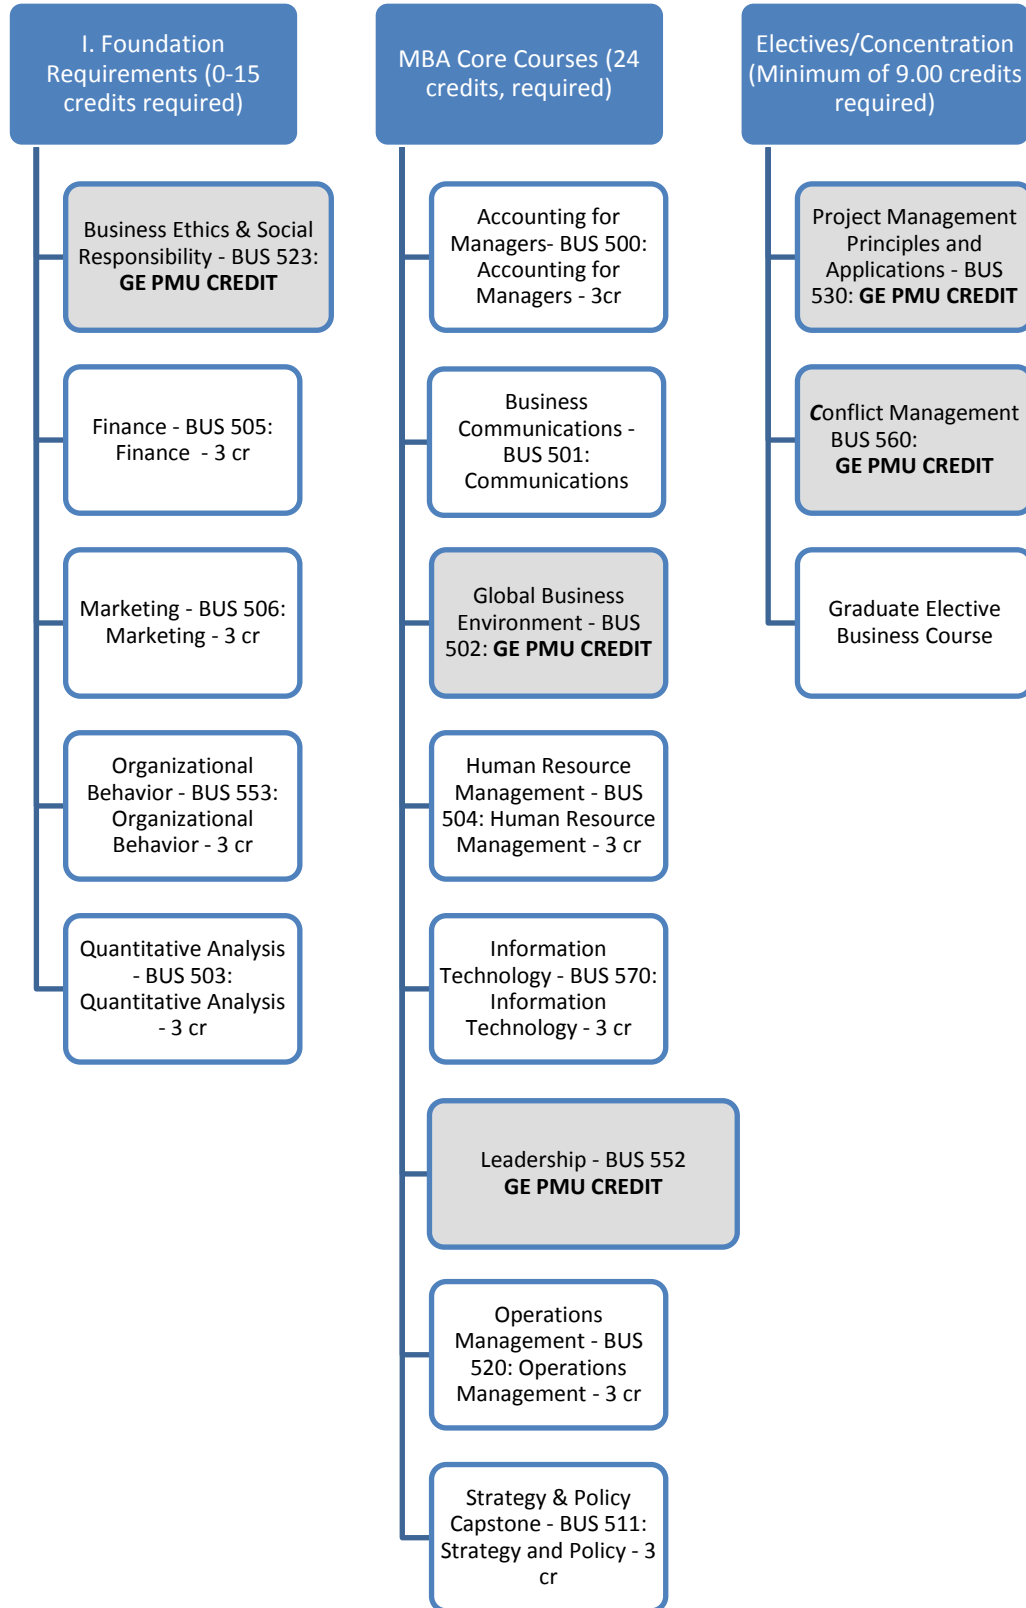 I. Foundation
Requirements (0-15
credits required)
Business Ethics & Social
Responsibility - BUS 523:
GE PMU CREDIT
Finance - BUS 505:
Finance - 3 cr
Marketing - BUS 506:
Marketing - 3 cr
Organizational
Behavior - BUS 553:
Organizational
Behavior - 3 cr
Quantitative Analysis
- BUS 503:
Quantitative Analysis
- 3 cr
MBA Core Courses (24
credits, required)
Accounting for
Managers- BUS 500:
Accounting for
Managers - 3cr
Business
Communications -
BUS 501:
Communications
Global Business
Environment - BUS
502: GE PMU CREDIT
Human Resource
Management - BUS
504: Human Resource
Management - 3 cr
Information
Technology - BUS 570:
Information
Technology - 3 cr
Leadership - BUS 552
GE PMU CREDIT
Operations
Management - BUS
520: Operations
Management - 3 cr
Strategy & Policy
Capstone - BUS 511:
Strategy and Policy - 3
cr
Electives/Concentration
(Minimum of 9.00 credits
required)
Project Management
Principles and
Applications - BUS
530: GE PMU CREDIT
Conflict Management
BUS 560:
GE PMU CREDIT
Graduate Elective
Business Course